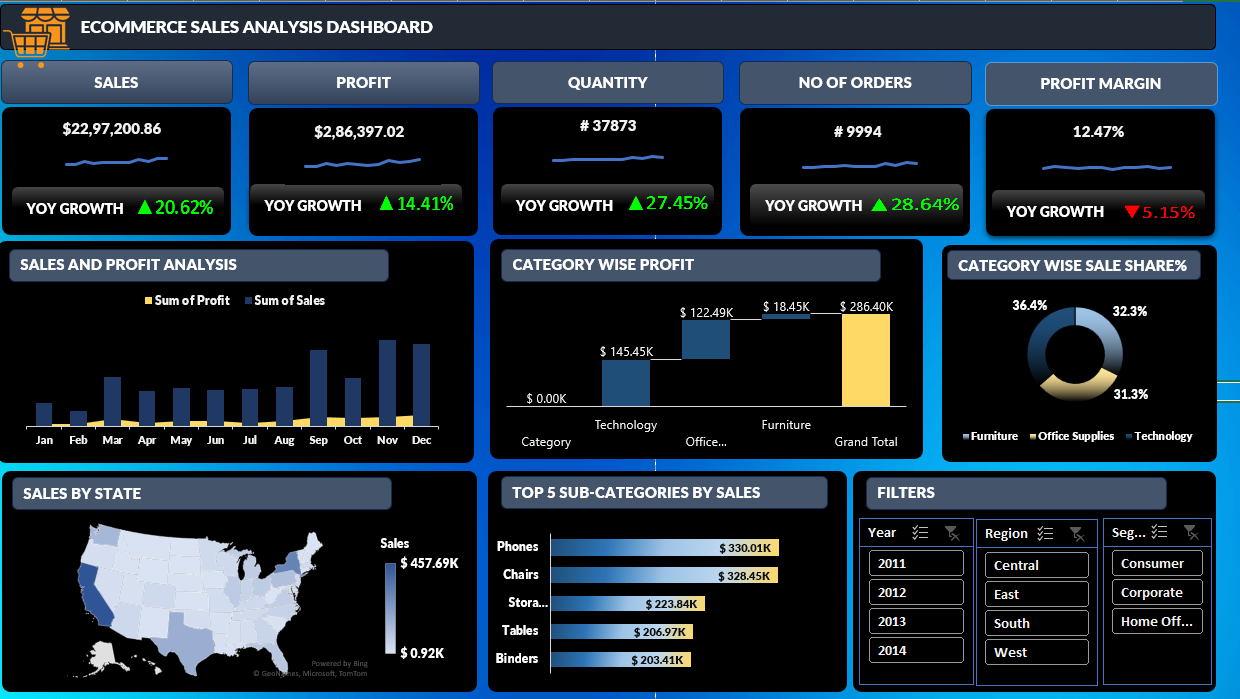 ECOMMERCE SALES ANALYSIS DASHBOARD
SALES
$22,97,200.86
YOY GROWTH ▲20.62%
PROFIT
$2,86,397.02
YOY GROWTH ▲14.41%
QUANTITY
# 37873
YOY GROWTH ▲27.45%
NO OF ORDERS
# 9994
YOY GROWTH ▲28.64%
PROFIT MARGIN
12.47%
YOY GROWTH ▼5.15%
SALES AND PROFIT ANALYSIS
Sum of Profit Sum of Sales
Jan Feb Mar Apr May Jun Jul Aug Sep Oct Nov Dec
CATEGORY WISE PROFIT
$ 0.00K
$ 145.45K
$ 122.49K
$ 18.45K
$ 286.40K
Category
Technology
Office...
Furniture
Grand Total
CATEGORY WISE SALE SHARE%
36.4%
32.3%
31.3%
Furniture Office Supplies Technology
SALES BY STATE
Sales
$ 457.69K
$ 0.92K
Powered by Bing
© GeoNames, Microsoft, TomTom
TOP 5 SUB-CATEGORIES BY SALES
Phones $ 330.01K
Chairs $ 328.45K
Stora... $ 223.84K
Tables $ 206.97K
Binders $ 203.41K
FILTERS
Year
2011
2012
2013
2014
Region
Central
East
South
West
Seg...
Consumer
Corporate
Home Off...